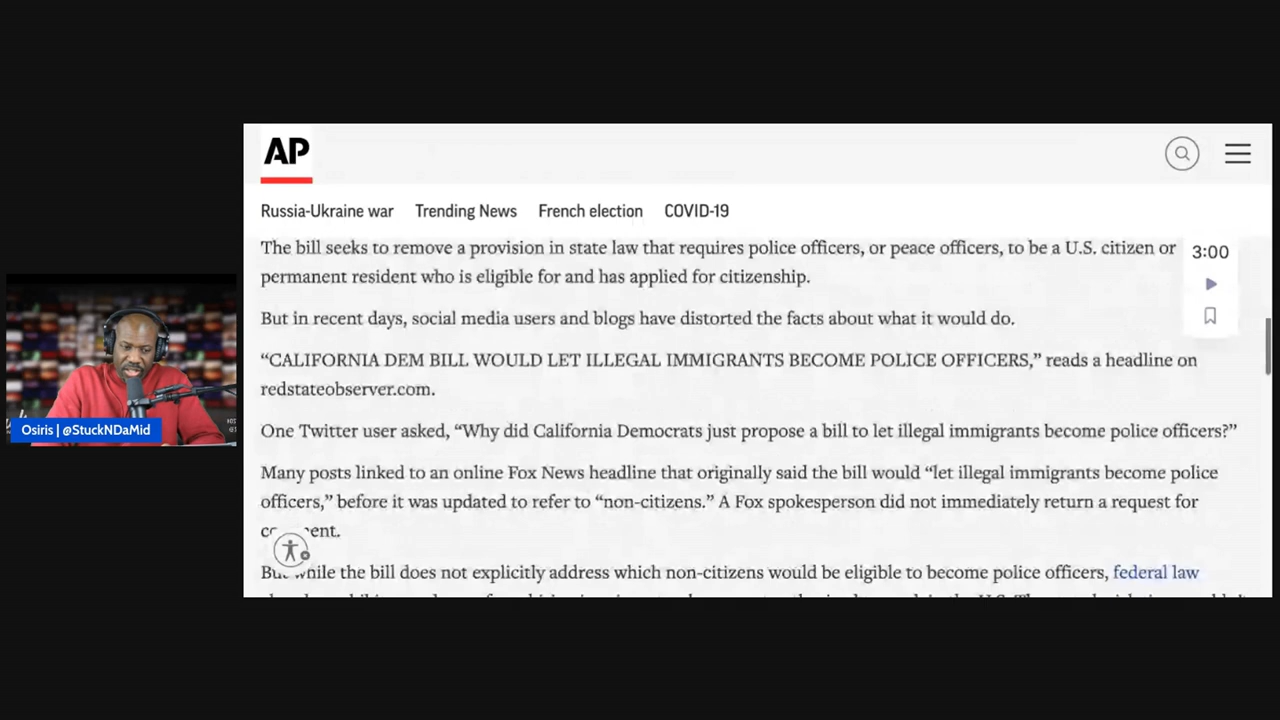 AP
Russia-Ukraine war Trending News French election COVID-19
The bill seeks to remove a provision in state law that requires police officers, or peace officers, to be a U.S. citizen or
permanent resident who is eligible for and has applied for citizenship.
3:00
But in recent days, social media users and blogs have distorted the facts about what it would do.
“CALIFORNIA DEM BILL WOULD LET ILLEGAL IMMIGRANTS BECOME POLICE OFFICERS,” reads a headline on
redstateobserver.com.
One Twitter user asked, “Why did California Democrats just propose a bill to let illegal immigrants become police officers?”
Many posts linked to an online Fox News headline that originally said the bill would “let illegal immigrants become police
officers,” before it was updated to refer to “non-citizens.” A Fox spokesperson did not immediately return a request for
But while the bill does not explicitly address which non-citizens would be eligible to become police officers, federal law
Osiris | @StuckNDaMid